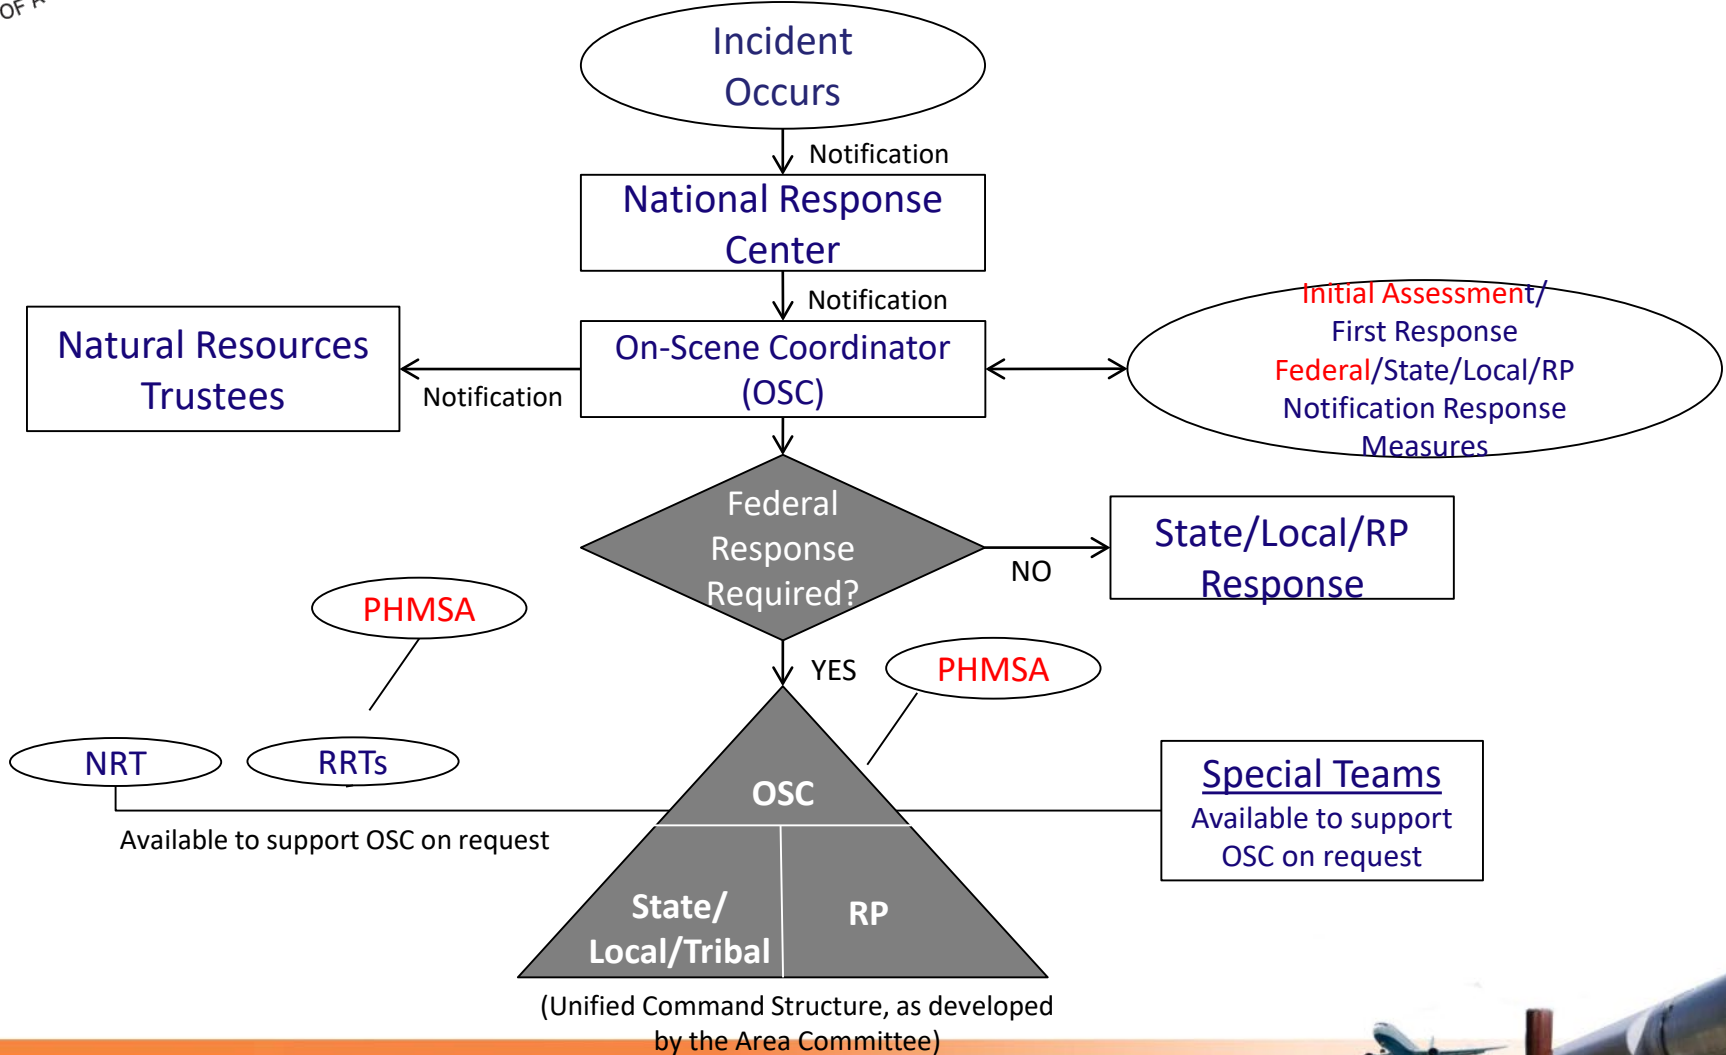 Incident
Occurs
Notification
National Response
Center
Notification
Natural Resources
Trustees
Notification
On-Scene Coordinator
(OSC)
Initial Assessment/
First Response
Federal/State/Local/RP
Notification Response
Measures
Federal
Response
Required?
NO
State/Local/RP
Response
PHMSA
YES
PHMSA
NRT
RRTs
Available to support OSC on request
OSC
State/
Local/Tribal
RP
Special Teams
Available to support
OSC on request
(Unified Command Structure, as developed
by the Area Committee)